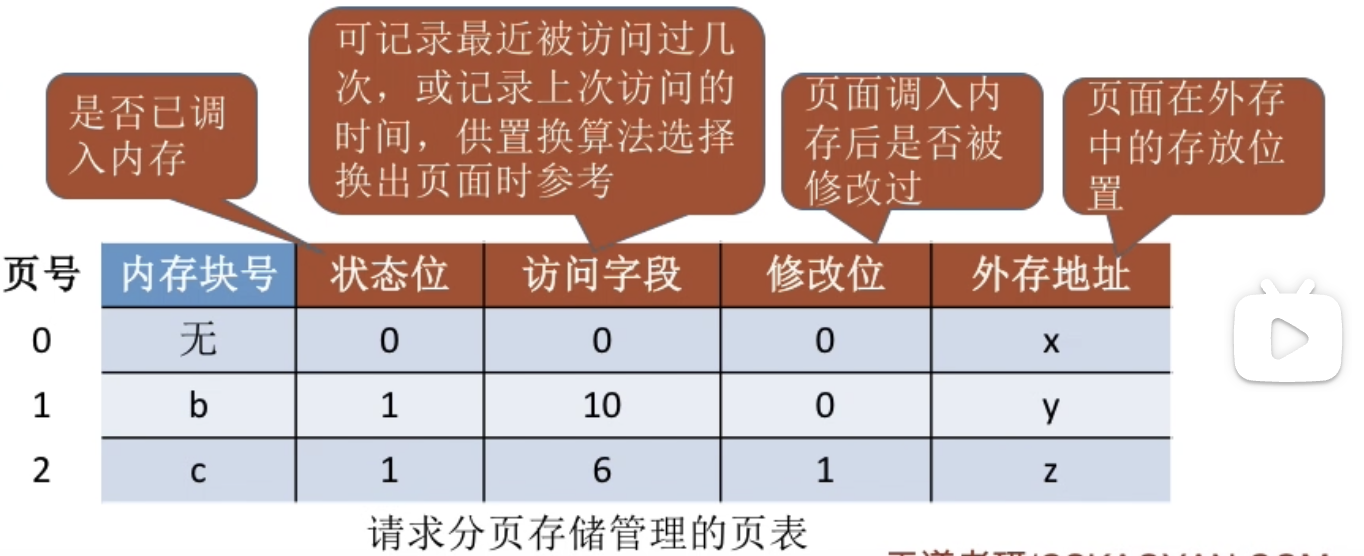 是否已调
入内存
可记录最近被访问过几
次，或记录上次访问的
时间，供置换算法选择
换出页面时参考
页面调入内
存后是否被
修改过
页面在外存
中的存放位
置
页号 内存块号 状态位 访问字段 修改位 外存地址
0 无 0 0 0 x
1 b 1 10 0 y
2 c 1 6 1 z
请求分页存储管理的页表